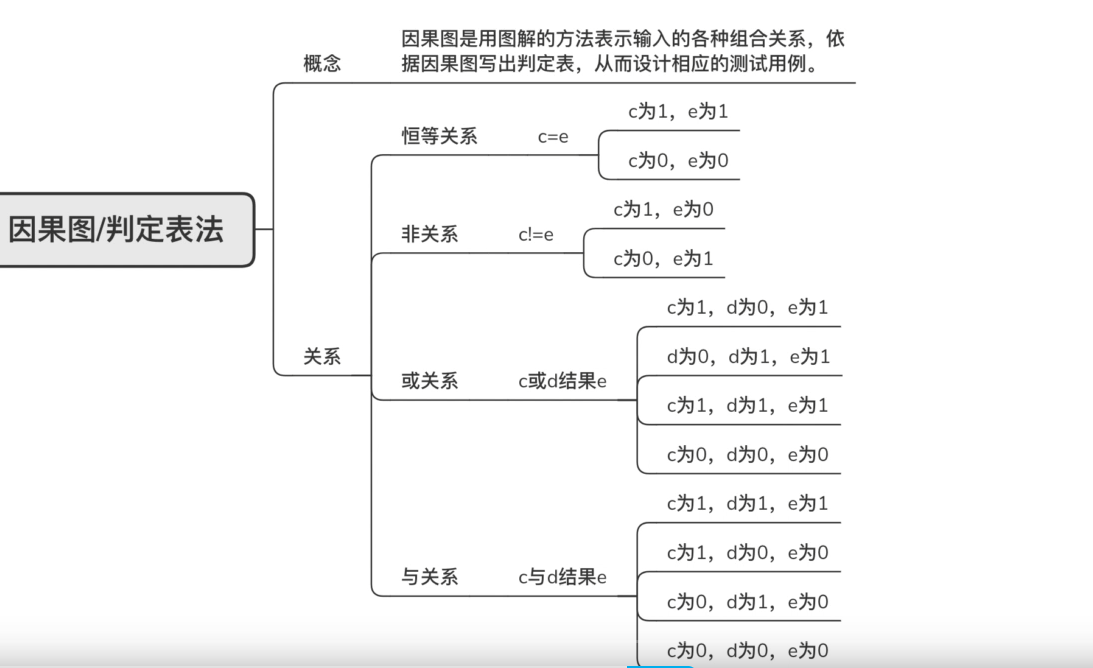 因果图/判定表法
概念
因果图是用图解的方法表示输入的各种组合关系，依
据因果图写出判定表，从而设计相应的测试用例。
关系
恒等关系
c=e
c为1，e为1
c为0，e为0
非关系
c!=e
c为1，e为0
c为0，e为1
或关系
c或d结果e
c为1，d为0，e为1
d为0，d为1，e为1
c为1，d为1，e为1
c为0，d为0，e为0
与关系
c与d结果e
c为1，d为1，e为1
c为1，d为0，e为0
c为0，d为1，e为0
c为0，d为0，e为0